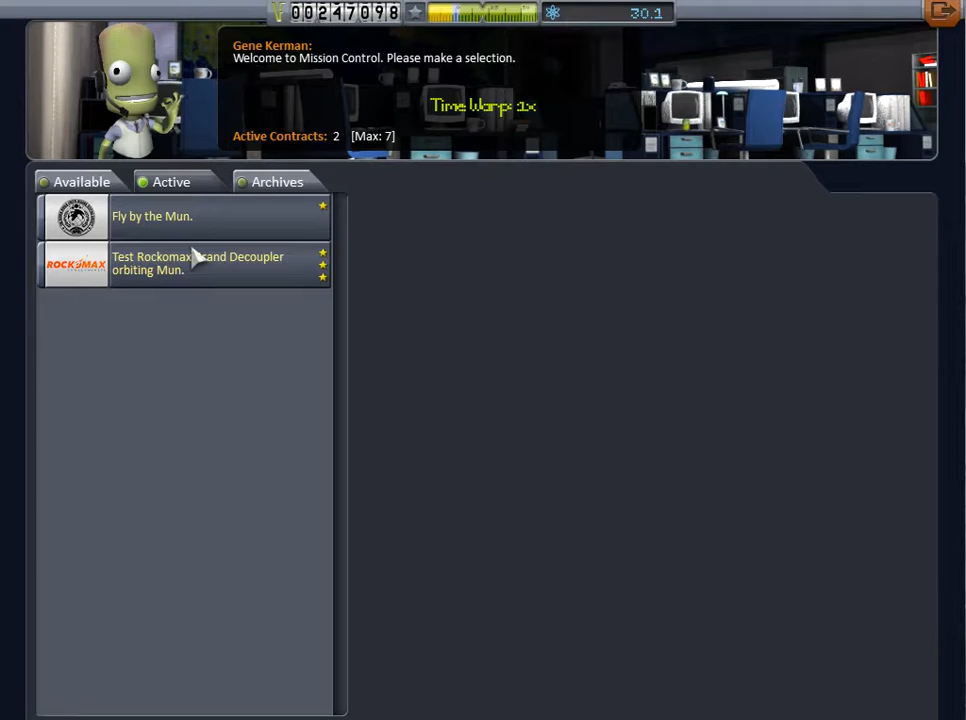 00247098
30.1
Gene Kerman:
Welcome to Mission Control. Please make a selection.
Time Warp: 1x
Active Contracts: 2 [Max: 7]
Available
Active
Archives
Fly by the Mun.
ROCKOMAX
Test Rockomax and Decoupler
orbiting Mun.